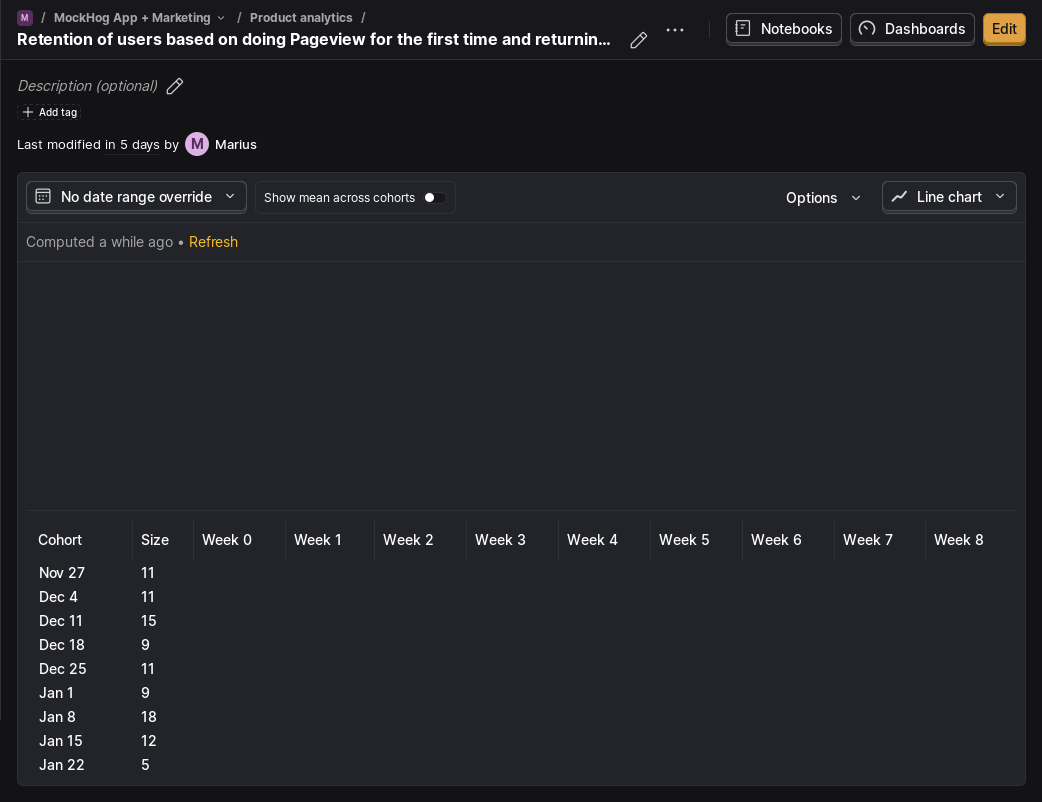 M / MockHog App + Marketing / Product analytics /
Retention of users based on doing Pageview for the first time and returnin...
Notebooks
Dashboards
Edit
Description (optional)
Add tag
Last modified in 5 days by M Marius
No date range override
Show mean across cohorts
Options
Line chart
Computed a while ago • Refresh
Cohort Size Week 0 Week 1 Week 2 Week 3 Week 4 Week 5 Week 6 Week 7 Week 8
Nov 27 11
Dec 4 11
Dec 11 15
Dec 18 9
Dec 25 11
Jan 1 9
Jan 8 18
Jan 15 12
Jan 22 5